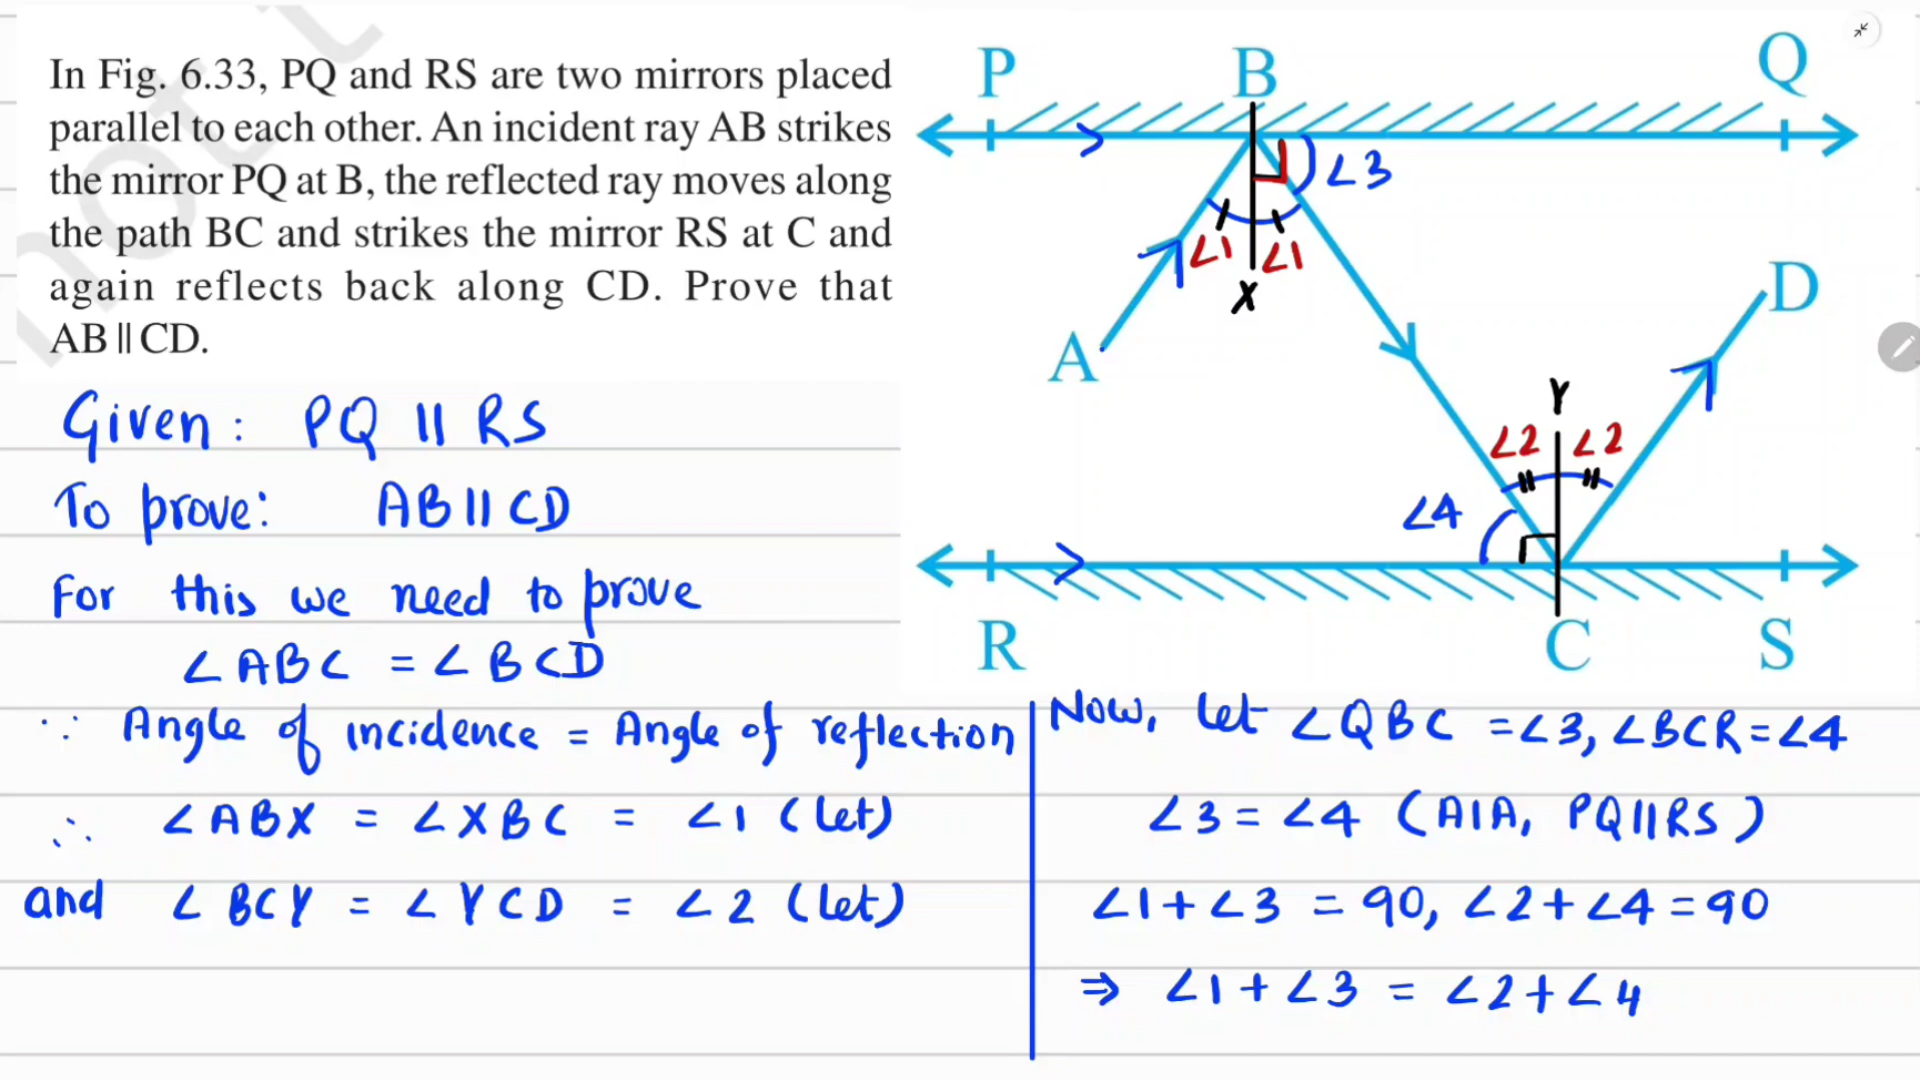 In Fig. 6.33, PQ and RS are two mirrors placed
parallel to each other. An incident ray AB strikes
the mirror PQ at B, the reflected ray moves along
the path BC and strikes the mirror RS at C and
again reflects back along CD. Prove that
AB || CD.
P B Q
∠3
∠1 ∠1
X
A
D
Y
∠2 ∠2
∠4
R C S
Given: PQ || RS
To prove: AB || CD
For this we need to prove
∠ABC = ∠BCD
∵ Angle of incidence = Angle of reflection
∴ ∠ABX = ∠XBC = ∠1 (let)
and ∠BCY = ∠YCD = ∠2 (let)
Now, let ∠QBC = ∠3, ∠BCR = ∠4
∠3 = ∠4 (AIA, PQ||RS)
∠1 + ∠3 = 90, ∠2 + ∠4 = 90
⇒ ∠1 + ∠3 = ∠2 + ∠4